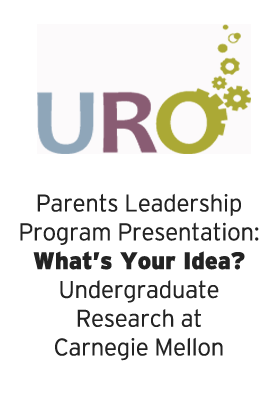 URO
Parents Leadership
Program Presentation:
What's Your Idea?
Undergraduate
Research at
Carnegie Mellon